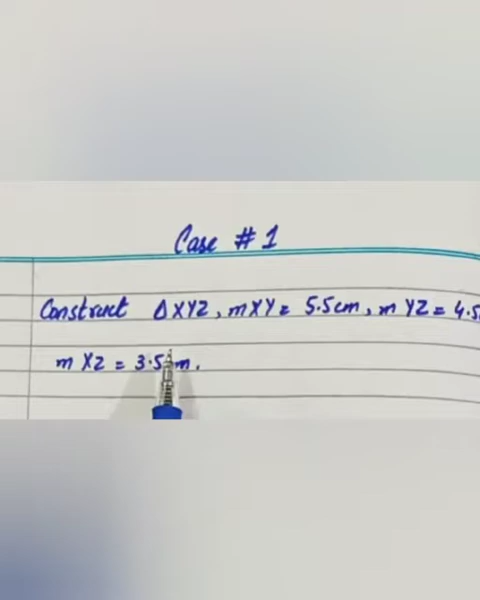 Case # 1
Construct ΔXYZ, mXY = 5.5cm, mYZ = 4.5
mXZ = 3.5 m.